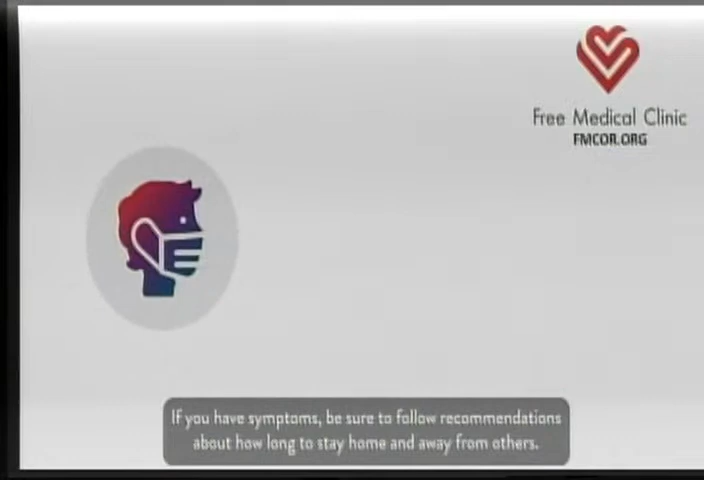 Free Medical Clinic
FMCOR.ORG
If you have symptoms, be sure to follow recommendations
about how long to stay home and away from others.